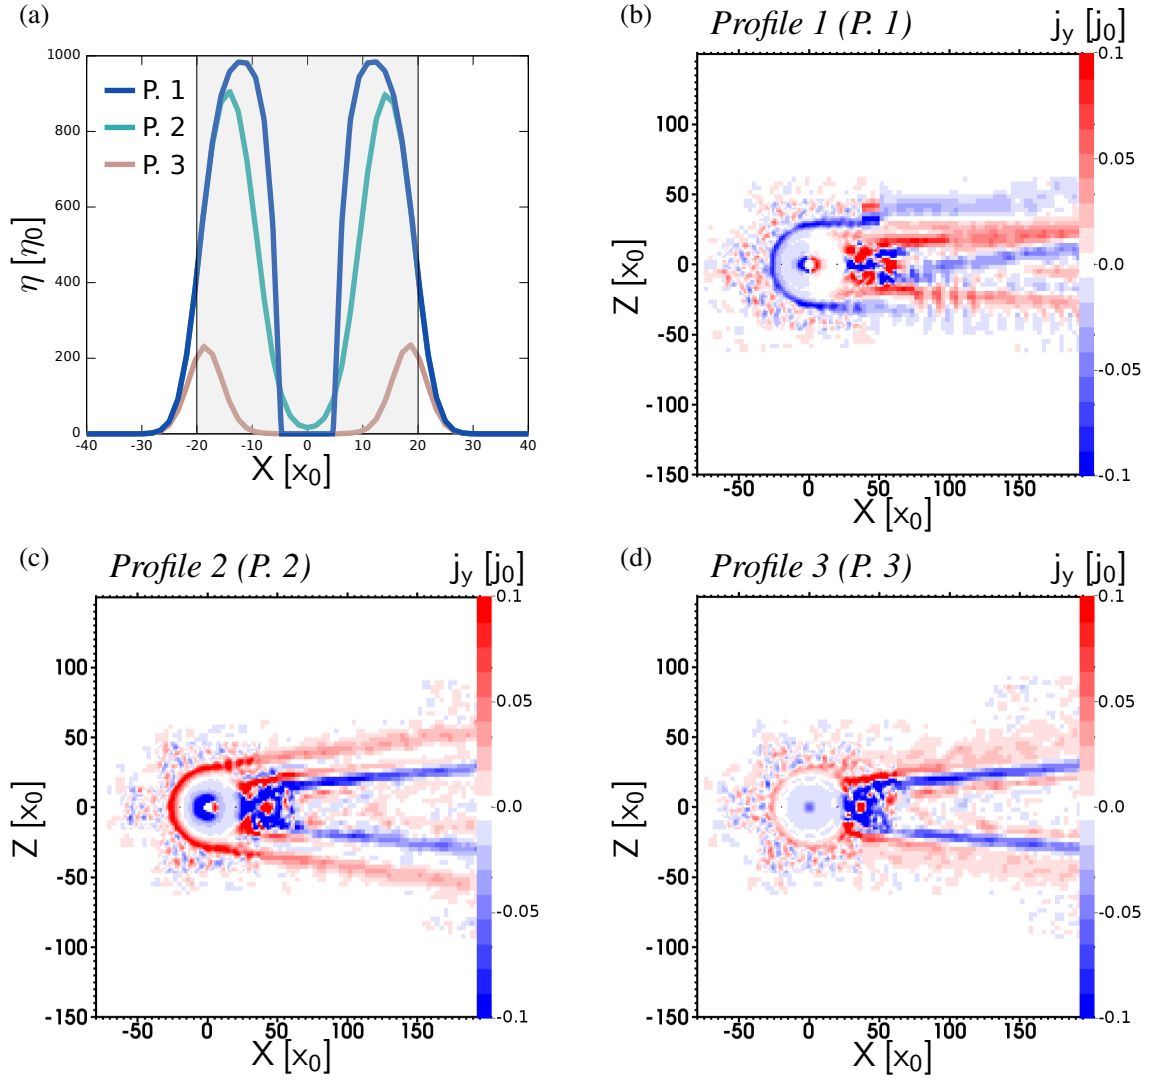 (a)
1000
800
600
400
200
0
-40 -30 -20 -10 0 10 20 30 40
η [η0]
X [x0]
P. 1
P. 2
P. 3
(b) Profile 1 (P. 1) jy [j0]
100
50
0
-50
-100
-150
-50 0 50 100 150
Z [x0]
X [x0]
0.1
0.05
0.0
-0.05
-0.1
(c) Profile 2 (P. 2) jy [j0]
100
50
0
-50
-100
-150
-50 0 50 100 150
Z [x0]
X [x0]
0.1
0.05
0.0
-0.05
-0.1
(d) Profile 3 (P. 3) jy [j0]
100
50
0
-50
-100
-150
-50 0 50 100 150
Z [x0]
X [x0]
0.1
0.05
0.0
-0.05
-0.1